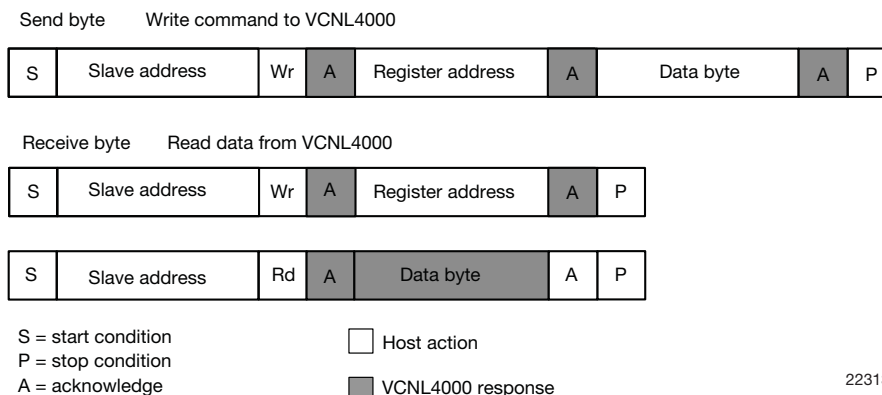 Send byte Write command to VCNL4000
S Slave address Wr A Register address A Data byte A P
Receive byte Read data from VCNL4000
S Slave address Wr A Register address A P
S Slave address Rd A Data byte A P
S = start condition
P = stop condition
A = acknowledge
Host action
VCNL4000 response